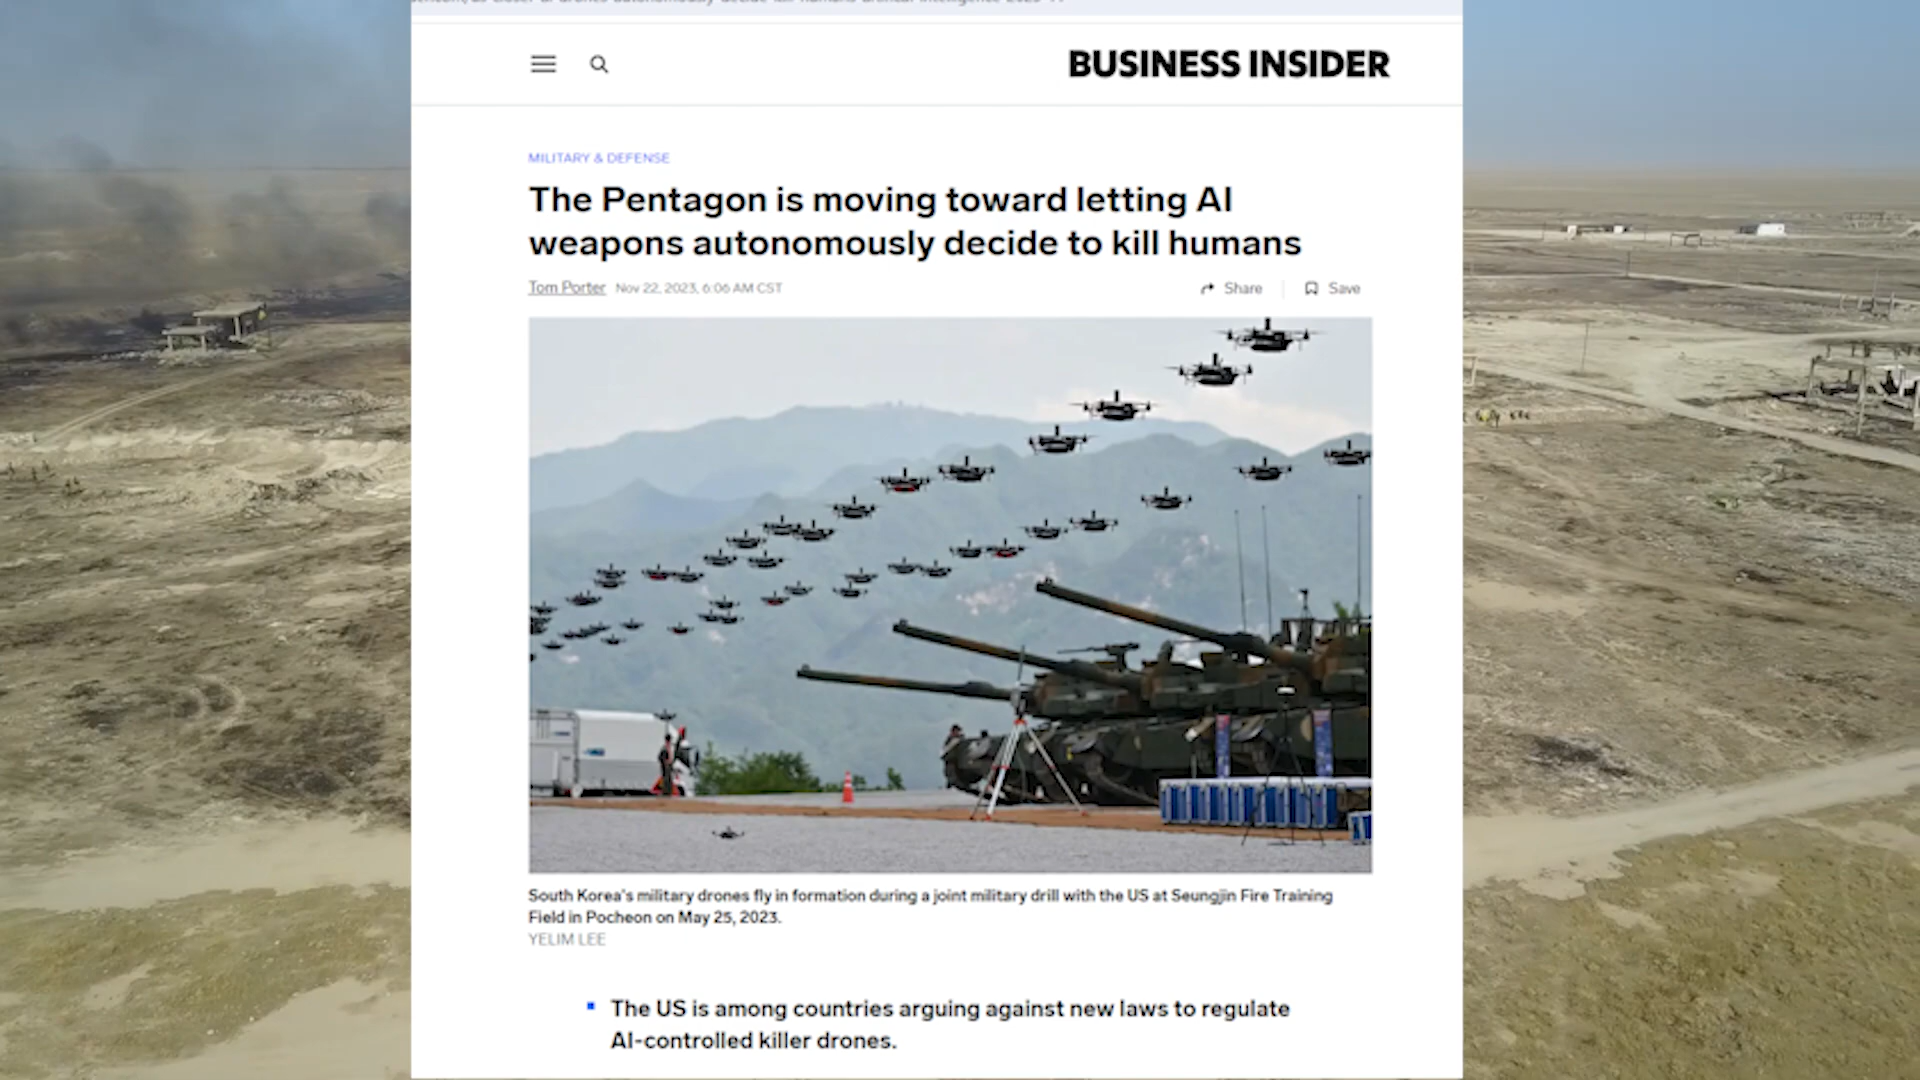 BUSINESS INSIDER
MILITARY & DEFENSE
The Pentagon is moving toward letting AI
weapons autonomously decide to kill humans
Tom Porter Nov 22, 2023, 6:06 AM CST
Share
Save
South Korea's military drones fly in formation during a joint military drill with the US at Seungjin Fire Training
Field in Pocheon on May 25, 2023.
YELIM LEE
The US is among countries arguing against new laws to regulate
AI-controlled killer drones.